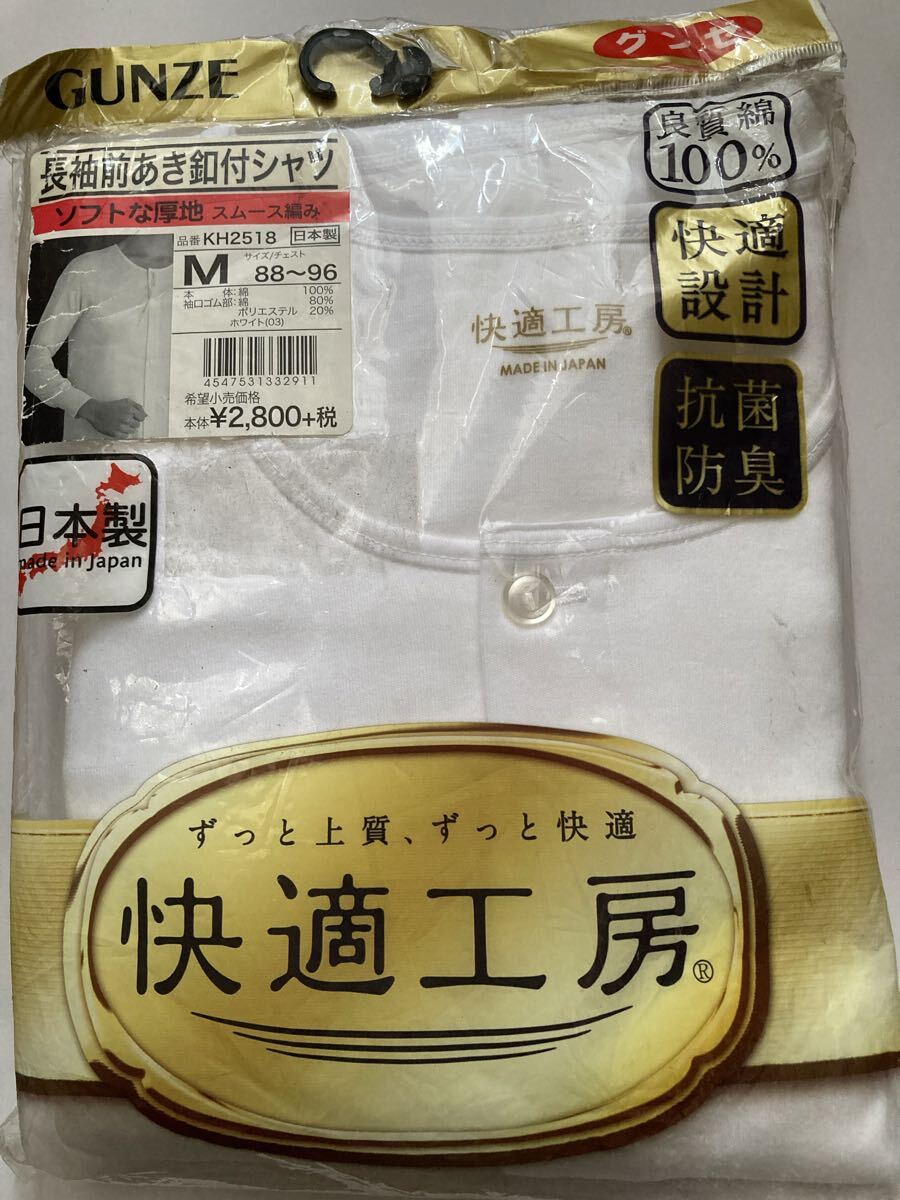 GUNZE
グンゼ
長袖前あき釦付シャツ
ソフトな厚地 スムース編み
品番 KH2518 日本製
サイズ/チェスト
M 88〜96
本体:綿 100%
袖口ゴム部:綿 80%
ポリエステル 20%
ホワイト(03)
4547531332911
希望小売価格
本体¥2,800+税
良質綿
100%
快適
設計
抗菌
防臭
快適工房®
MADE IN JAPAN
日本製
made in Japan
ずっと上質、ずっと快適
快適工房®